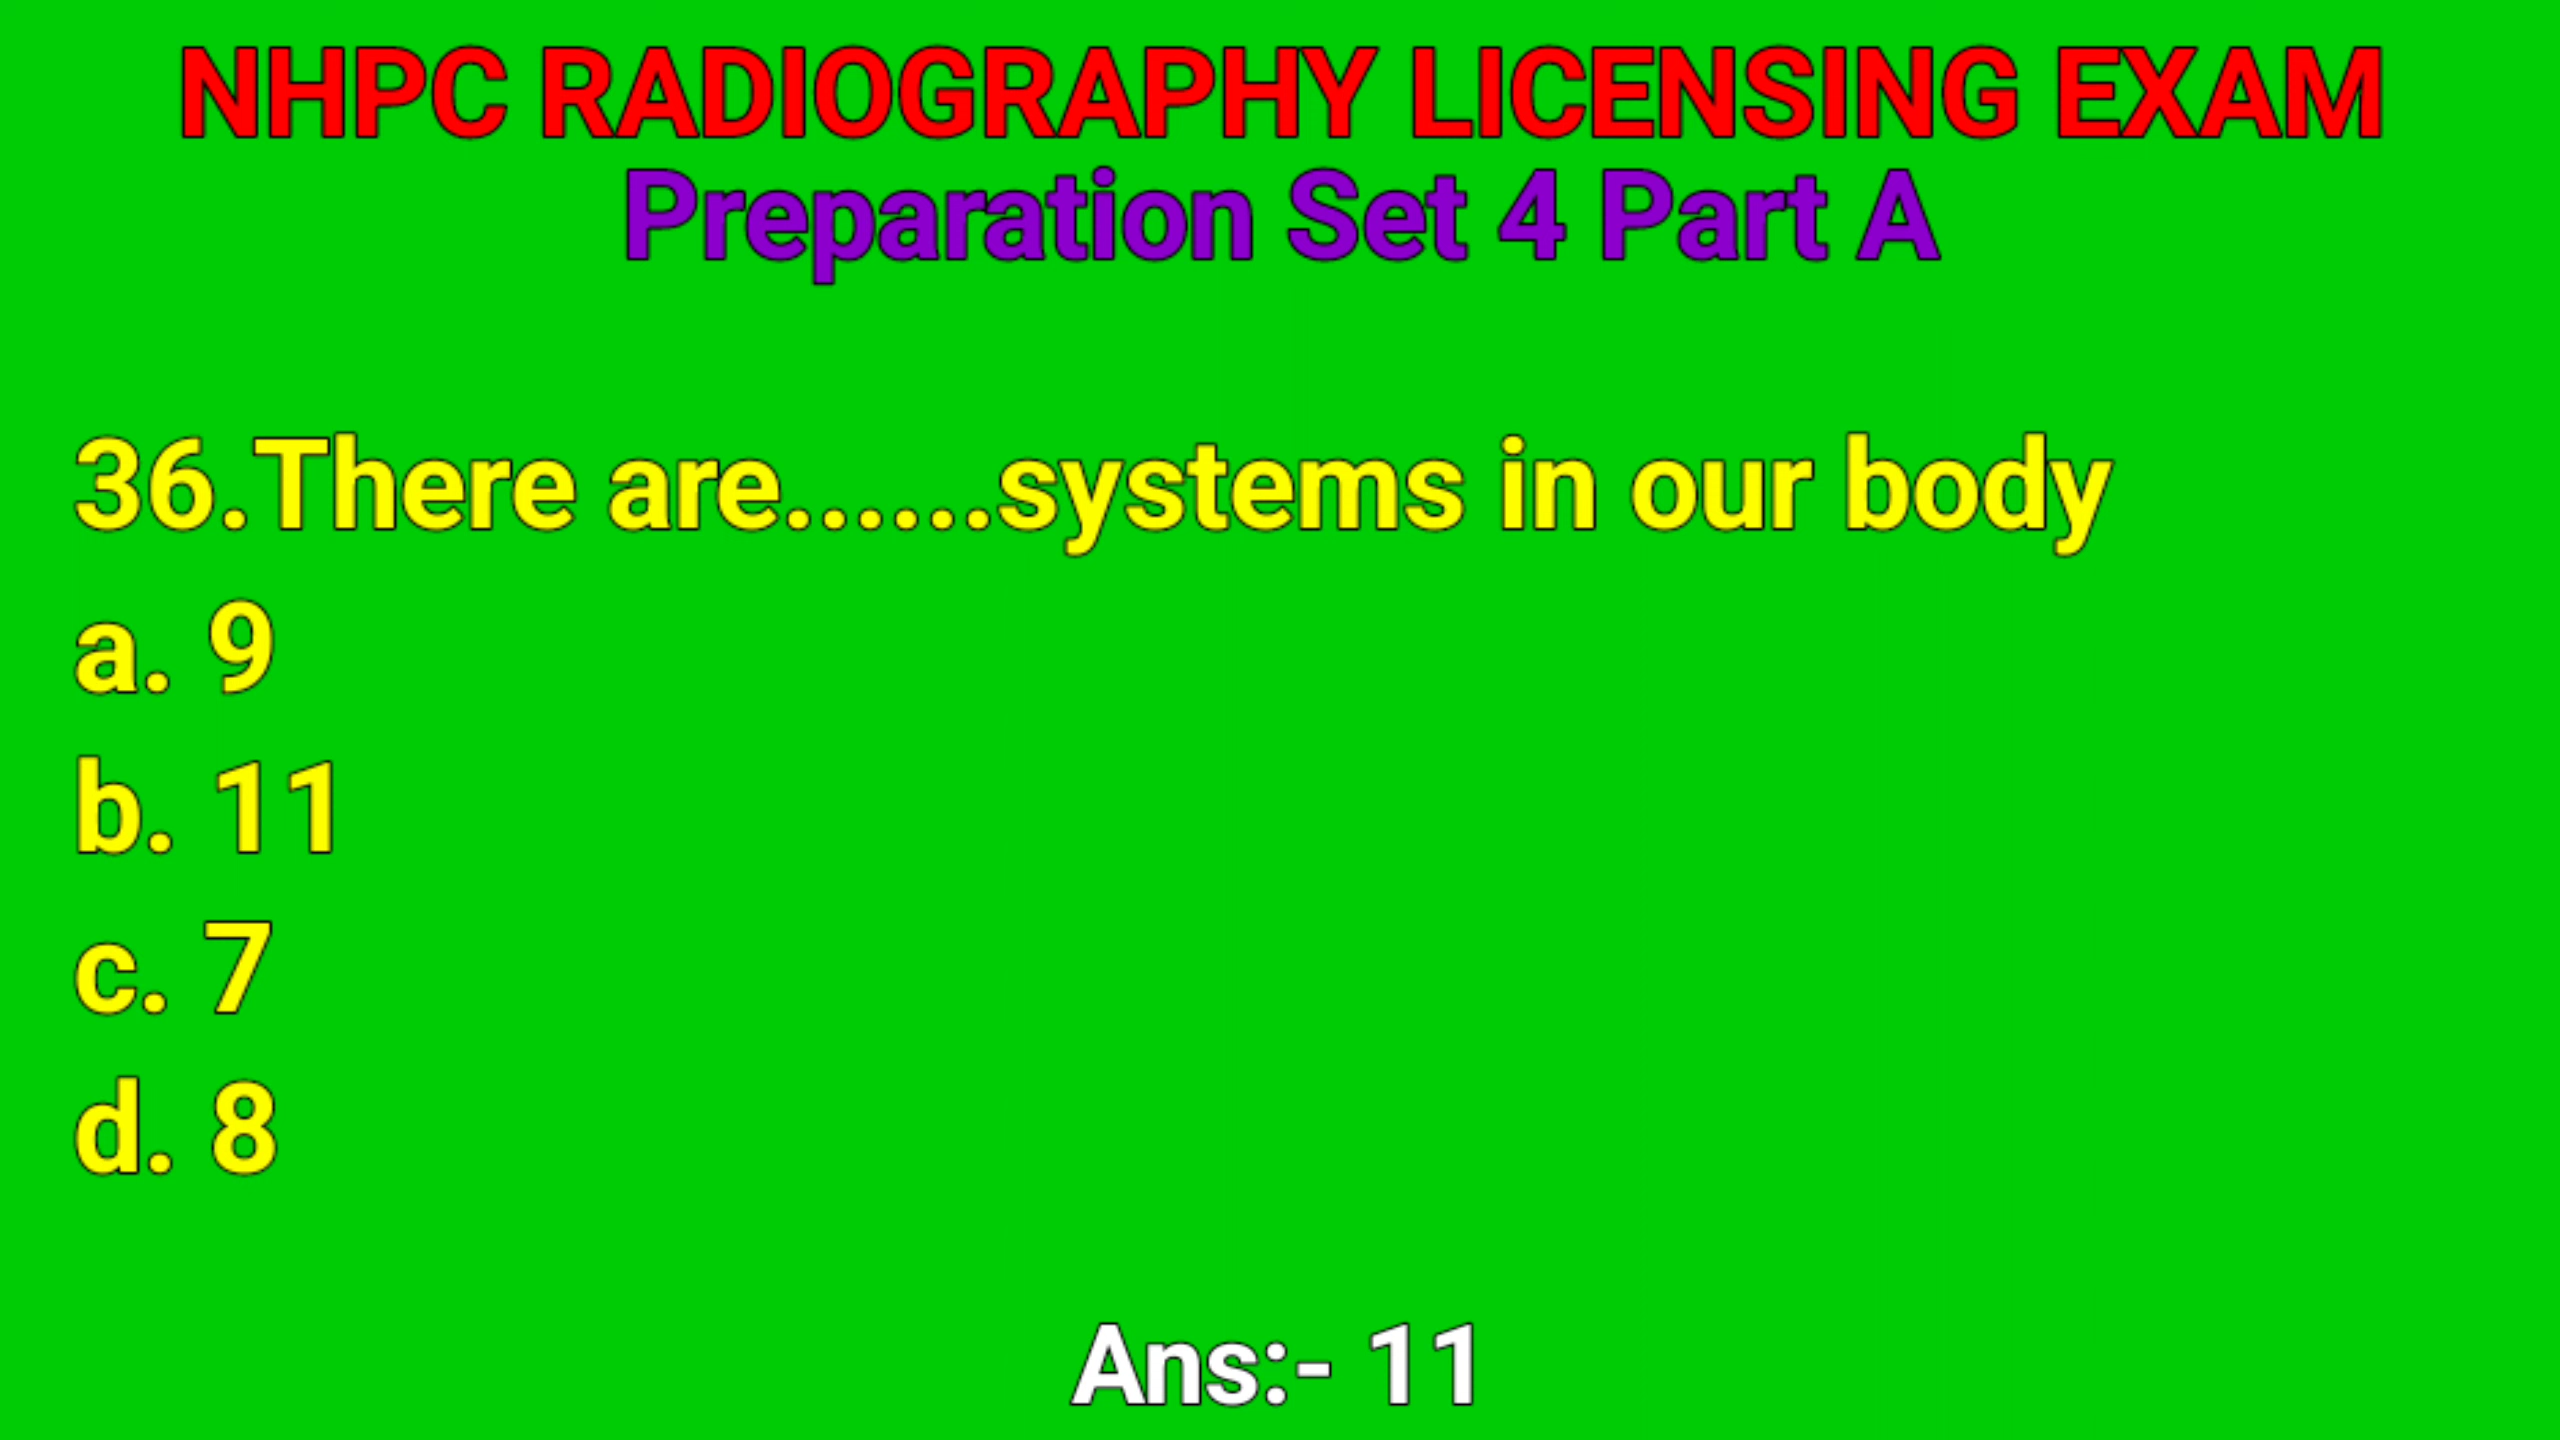 NHPC RADIOGRAPHY LICENSING EXAM
Preparation Set 4 Part A
36.There are......systems in our body
a. 9
b. 11
c. 7
d. 8
Ans:- 11